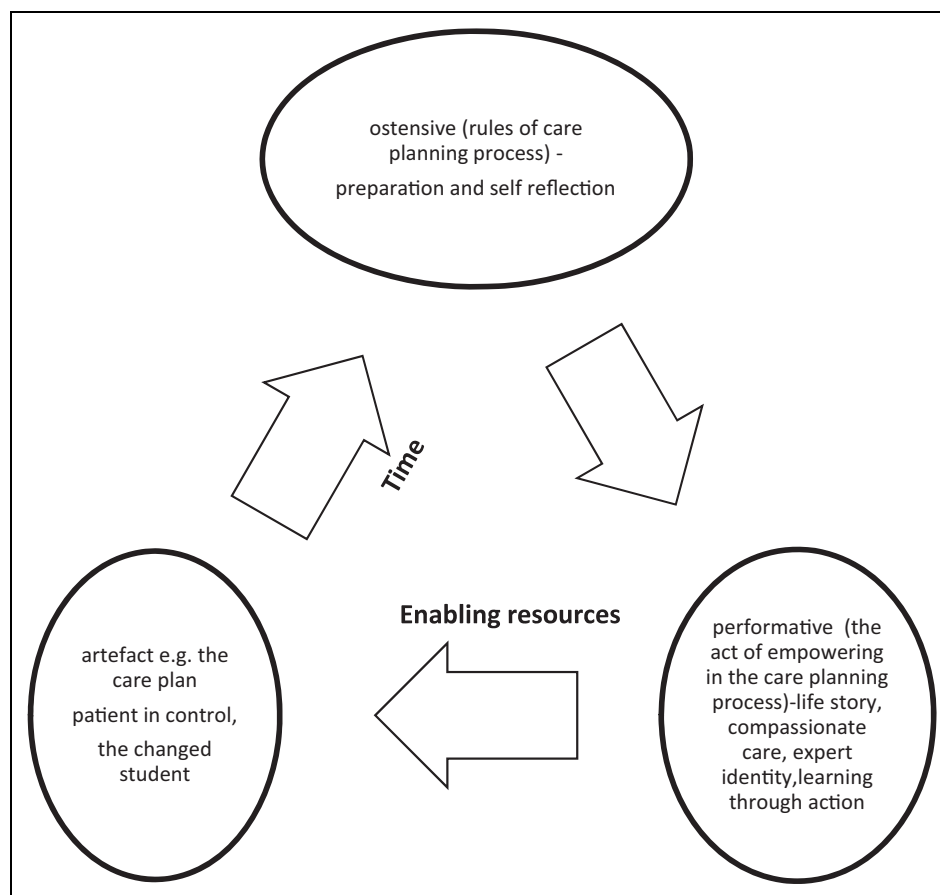 ostensive (rules of care
planning process) -
preparation and self reflection
Time
Enabling resources
performative (the
act of empowering
in the care planning
process)-life story,
compassionate
care, expert
identity,learning
through action
artefact e.g. the
care plan
patient in control,
the changed
student